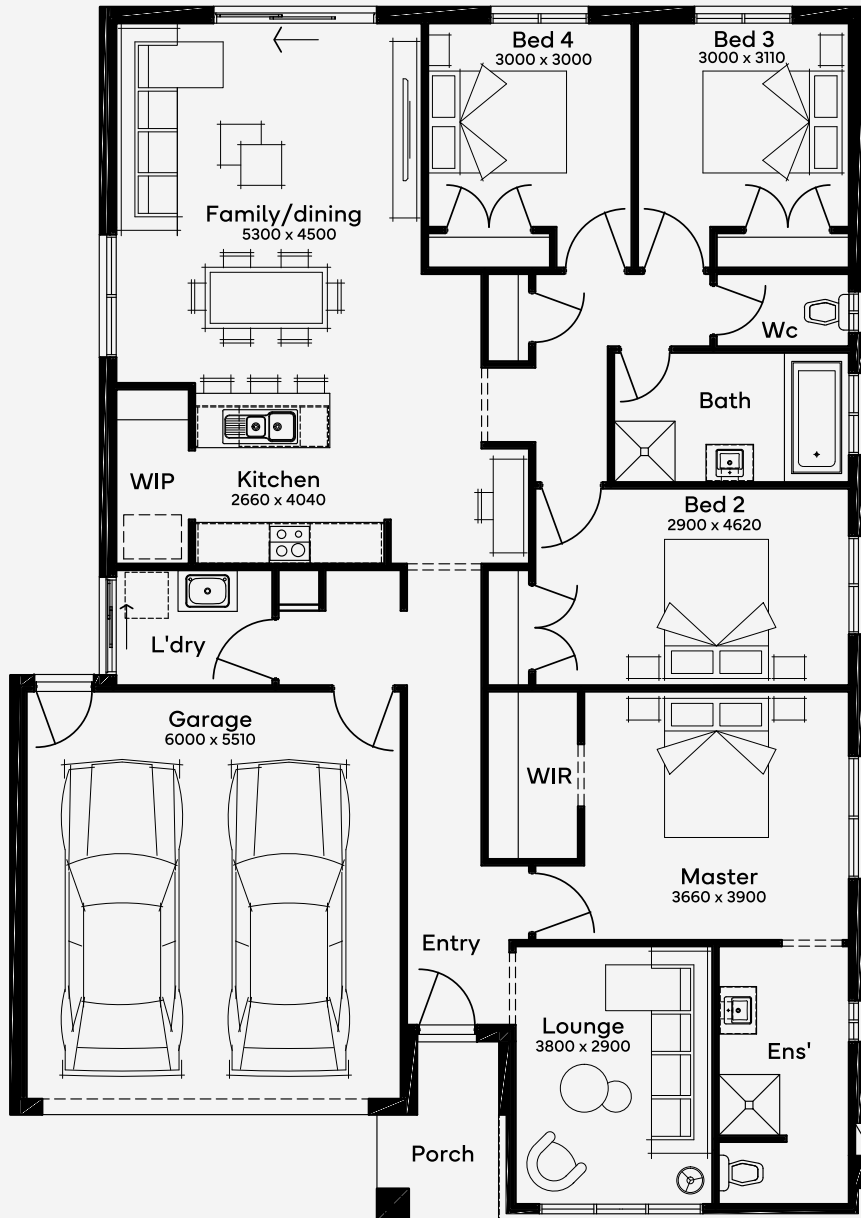 Bed 4
3000 x 3000
Bed 3
3000 x 3110
Family/dining
5300 x 4500
Wc
Bath
WIP
Kitchen
2660 x 4040
Bed 2
2900 x 4620
L'dry
Garage
6000 x 5510
WIR
Master
3660 x 3900
Entry
Lounge
3800 x 2900
Ens'
Porch